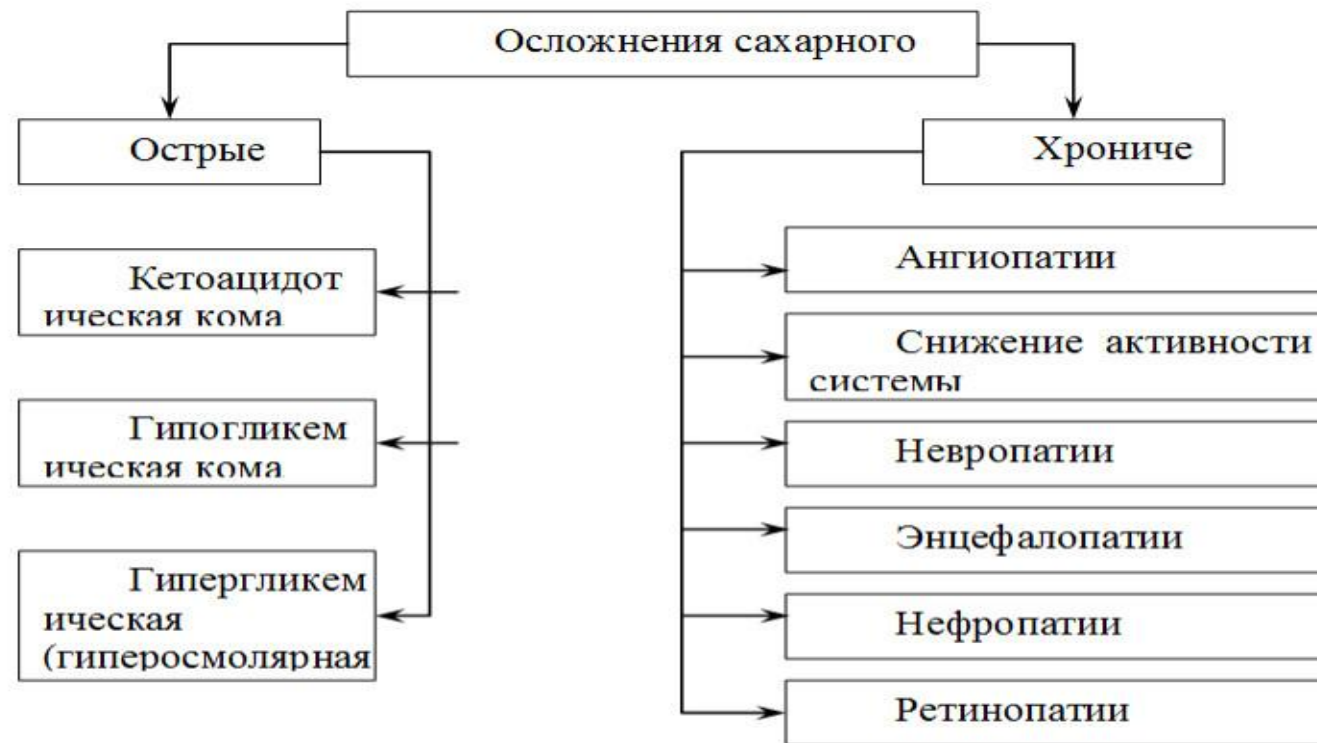 Осложнения сахарного
Острые
Хрониче
Кетоацидот
ическая кома
Гипогликем
ическая кома
Гипергликем
ическая
(гиперосмолярная
Ангиопатии
Снижение активности
системы
Невропатии
Энцефалопатии
Нефропатии
Ретинопатии